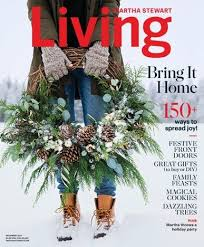 Living
MARTHA STEWART
Bring It
Home
150+
ways to
spread joy!
FESTIVE
FRONT
DOORS
GREAT GIFTS
(to buy or DIY)
FAMILY
FEASTS
MAGICAL
COOKIES
DAZZLING
TREES
PLUS
Martha throws a
holiday party